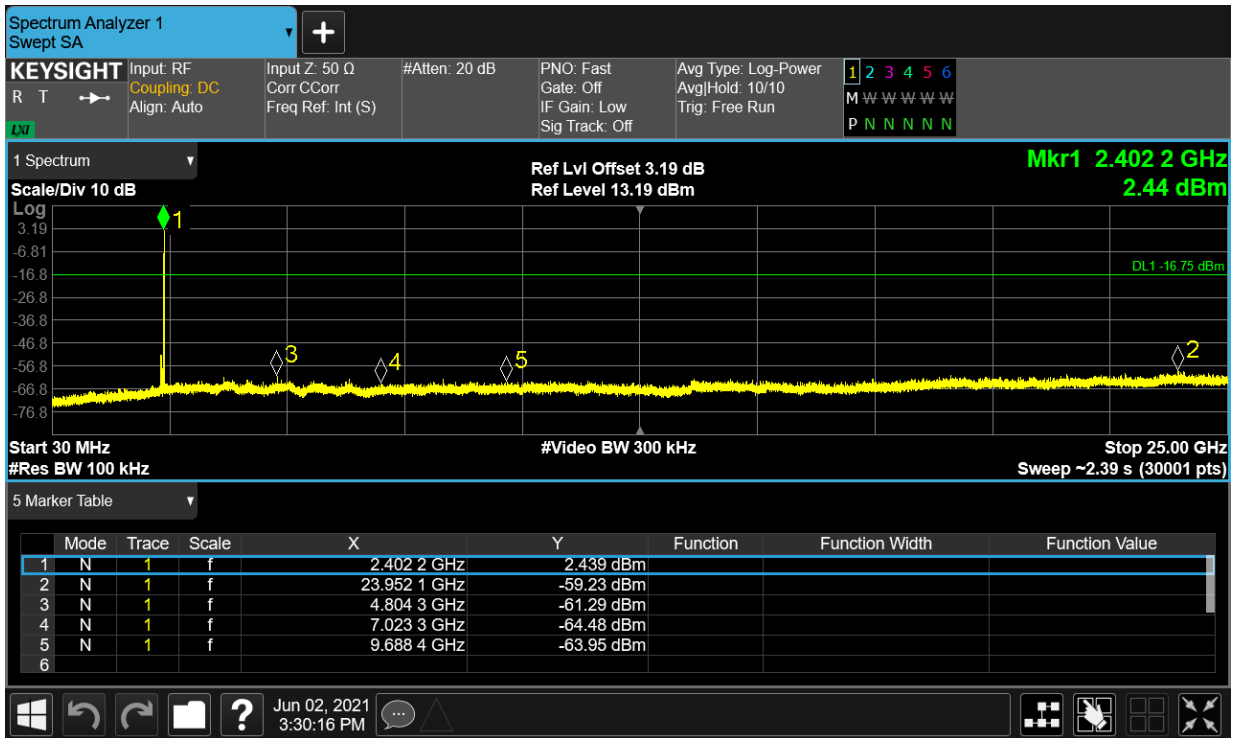 Spectrum Analyzer 1
Swept SA
+
KEYSIGHT Input: RF Input Z: 50 Ω #Atten: 20 dB PNO: Fast Avg Type: Log-Power 1 2 3 4 5 6
R T Coupling: DC Corr CCorr Gate: Off Avg|Hold: 10/10 M W W W W W
Align: Auto Freq Ref: Int (S) IF Gain: Low Trig: Free Run
LXI Sig Track: Off P N N N N N
1 Spectrum Ref Lvl Offset 3.19 dB Mkr1 2.402 2 GHz
Scale/Div 10 dB Ref Level 13.19 dBm 2.44 dBm
Log
1
3.19
-6.81
DL1 -16.75 dBm
-16.8
-26.8
-36.8
-46.8
3 4 5 2
-56.8
-66.8
-76.8
Start 30 MHz #Video BW 300 kHz Stop 25.00 GHz
#Res BW 100 kHz Sweep ~2.39 s (30001 pts)
5 Marker Table
Mode Trace Scale X Y Function Function Width Function Value
1 N 1 f 2.402 2 GHz 2.439 dBm
2 N 1 f 23.952 1 GHz -59.23 dBm
3 N 1 f 4.804 3 GHz -61.29 dBm
4 N 1 f 7.023 3 GHz -64.48 dBm
5 N 1 f 9.688 4 GHz -63.95 dBm
6
? Jun 02, 2021
3:30:16 PM